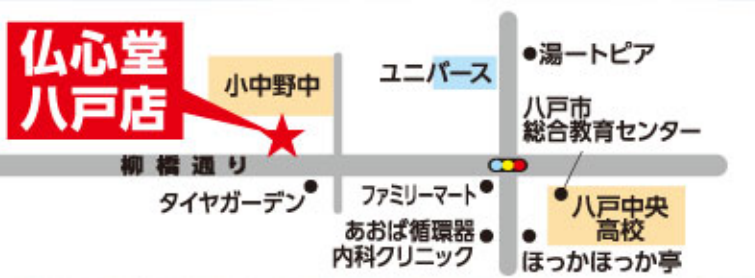 仏心堂
八戸店
小中野中
ユニバース
湯ートピア
八戸市
総合教育センター
柳橋通り
タイヤガーデン
ファミリーマート
あおば循環器
内科クリニック
八戸中央
高校
ほっかほっか亭